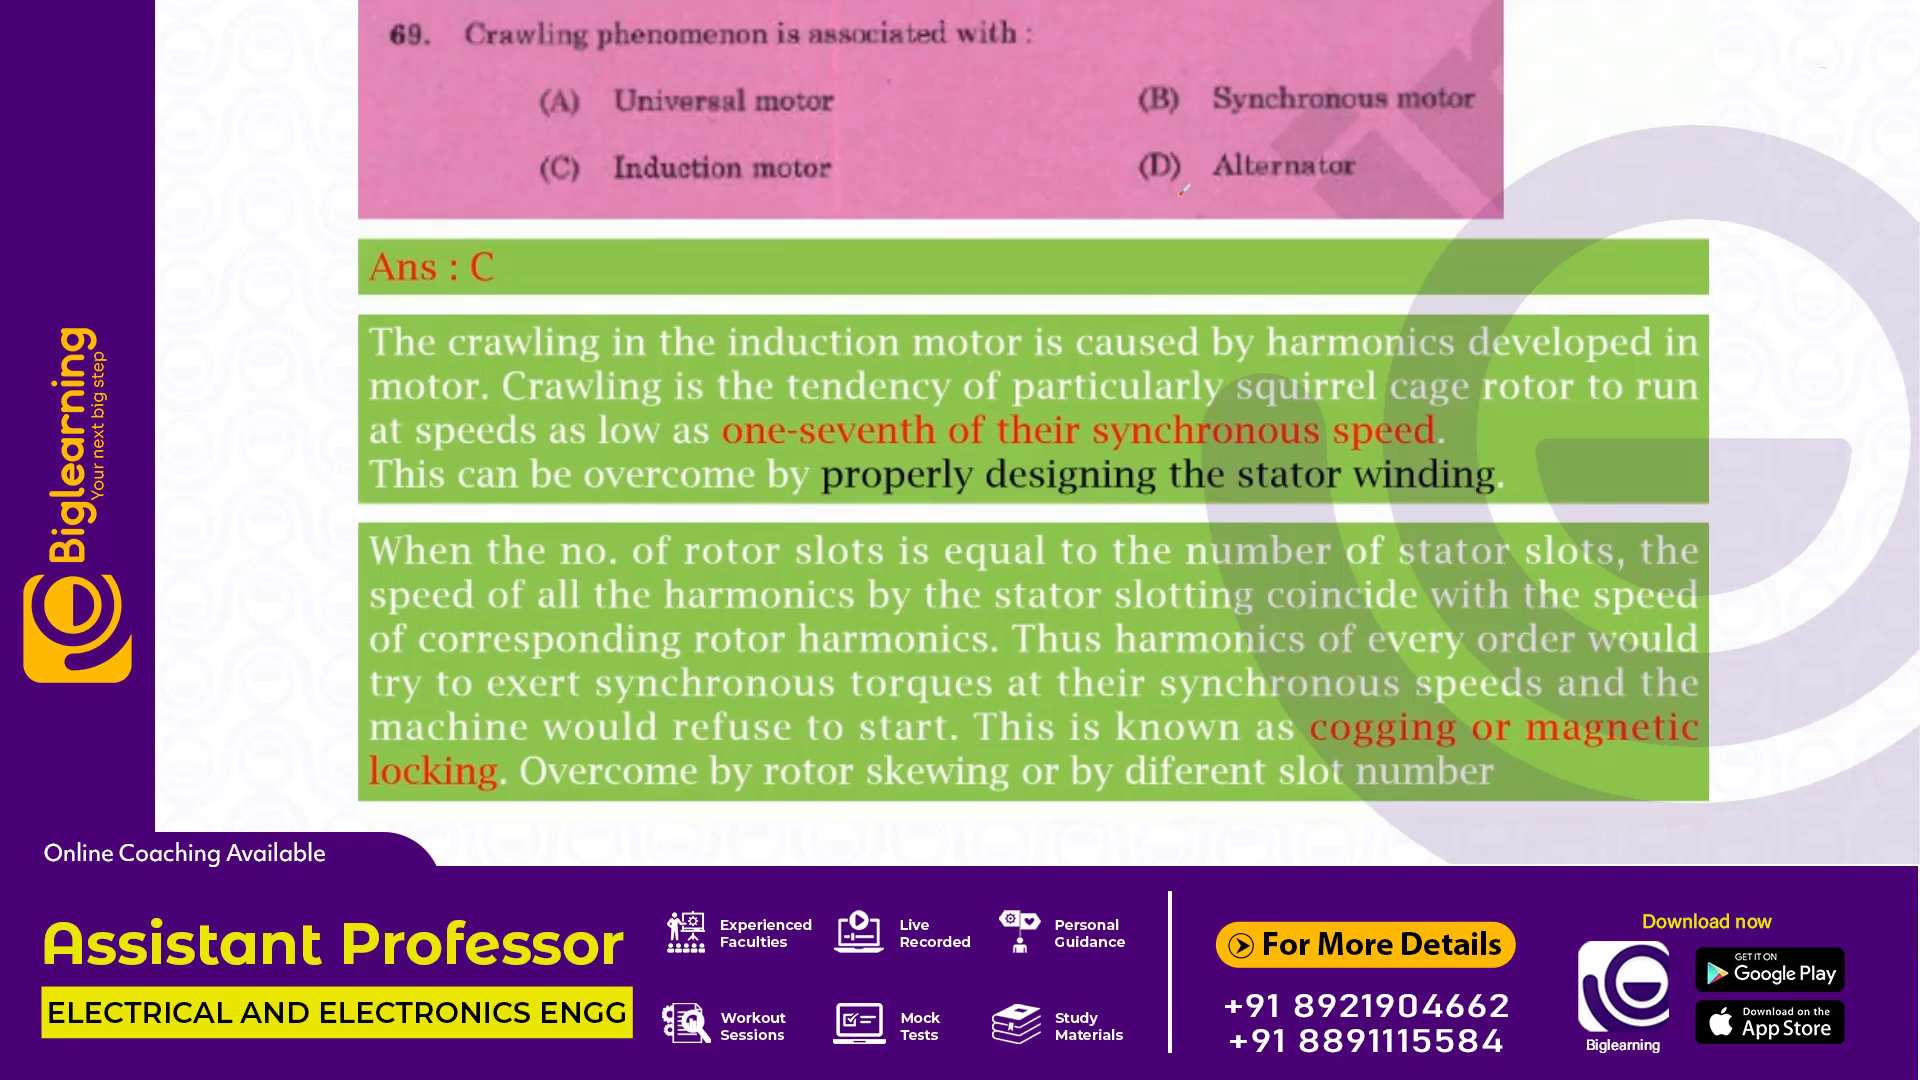 69. Crawling phenomenon is associated with :
(A) Universal motor
(B) Synchronous motor
(C) Induction motor
(D) Alternator
Ans : C
The crawling in the induction motor is caused by harmonics developed in
motor. Crawling is the tendency of particularly squirrel cage rotor to run
at speeds as low as one-seventh of their synchronous speed.
This can be overcome by properly designing the stator winding.
When the no. of rotor slots is equal to the number of stator slots, the
speed of all the harmonics by the stator slotting coincide with the speed
of corresponding rotor harmonics. Thus harmonics of every order would
try to exert synchronous torques at their synchronous speeds and the
machine would refuse to start. This is known as cogging or magnetic
locking. Overcome by rotor skewing or by diferent slot number
Biglearning
Your next big step
Online Coaching Available
Assistant Professor
ELECTRICAL AND ELECTRONICS ENGG
Experienced
Faculties
Live
Recorded
Personal
Guidance
Workout
Sessions
Mock
Tests
Study
Materials
For More Details
+91 8921904662
+91 8891115584
Download now
Biglearning
GET IT ON
Google Play
Download on the
App Store